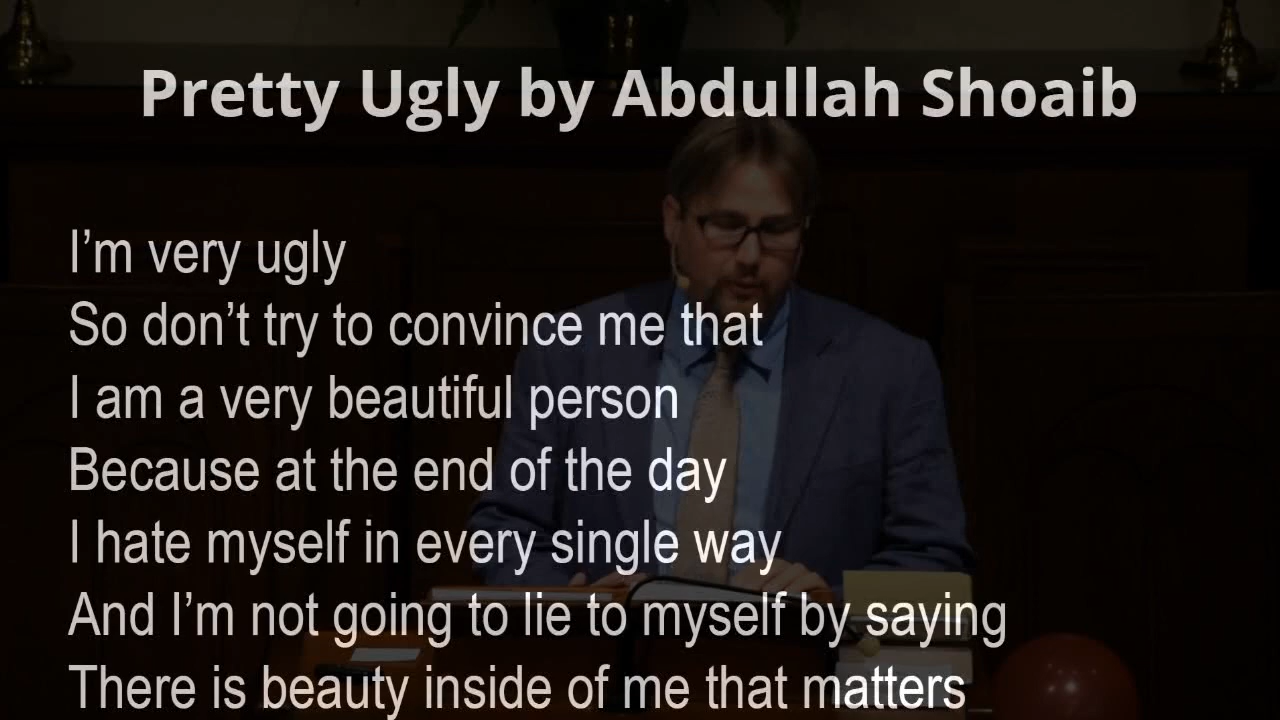 Pretty Ugly by Abdullah Shoaib
I’m very ugly
So don’t try to convince me that
I am a very beautiful person
Because at the end of the day
I hate myself in every single way
And I’m not going to lie to myself by saying
There is beauty inside of me that matters